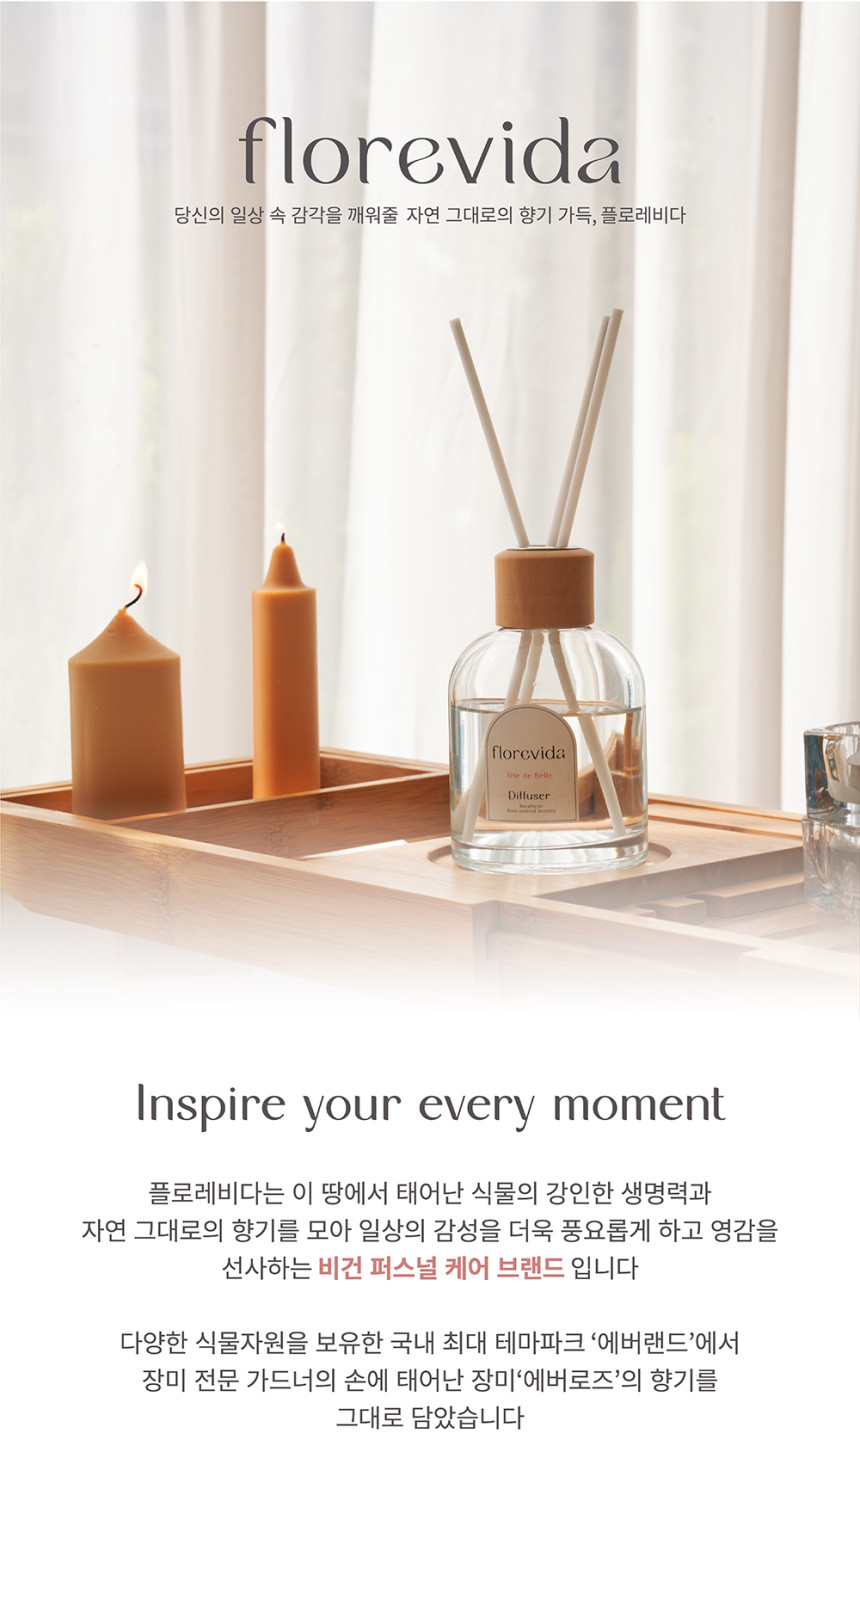 florevida
당신의 일상 속 감각을 깨워줄 자연 그대로의 향기 가득, 플로레비다
florevida
Tête de Belle
Diffuser
Inspire your every moment
플로레비다는 이 땅에서 태어난 식물의 강인한 생명력과
자연 그대로의 향기를 모아 일상의 감성을 더욱 풍요롭게 하고 영감을
선사하는 비건 퍼스널 케어 브랜드 입니다
다양한 식물자원을 보유한 국내 최대 테마파크 ‘에버랜드’에서
장미 전문 가드너의 손에 태어난 장미‘에버로즈’의 향기를
그대로 담았습니다